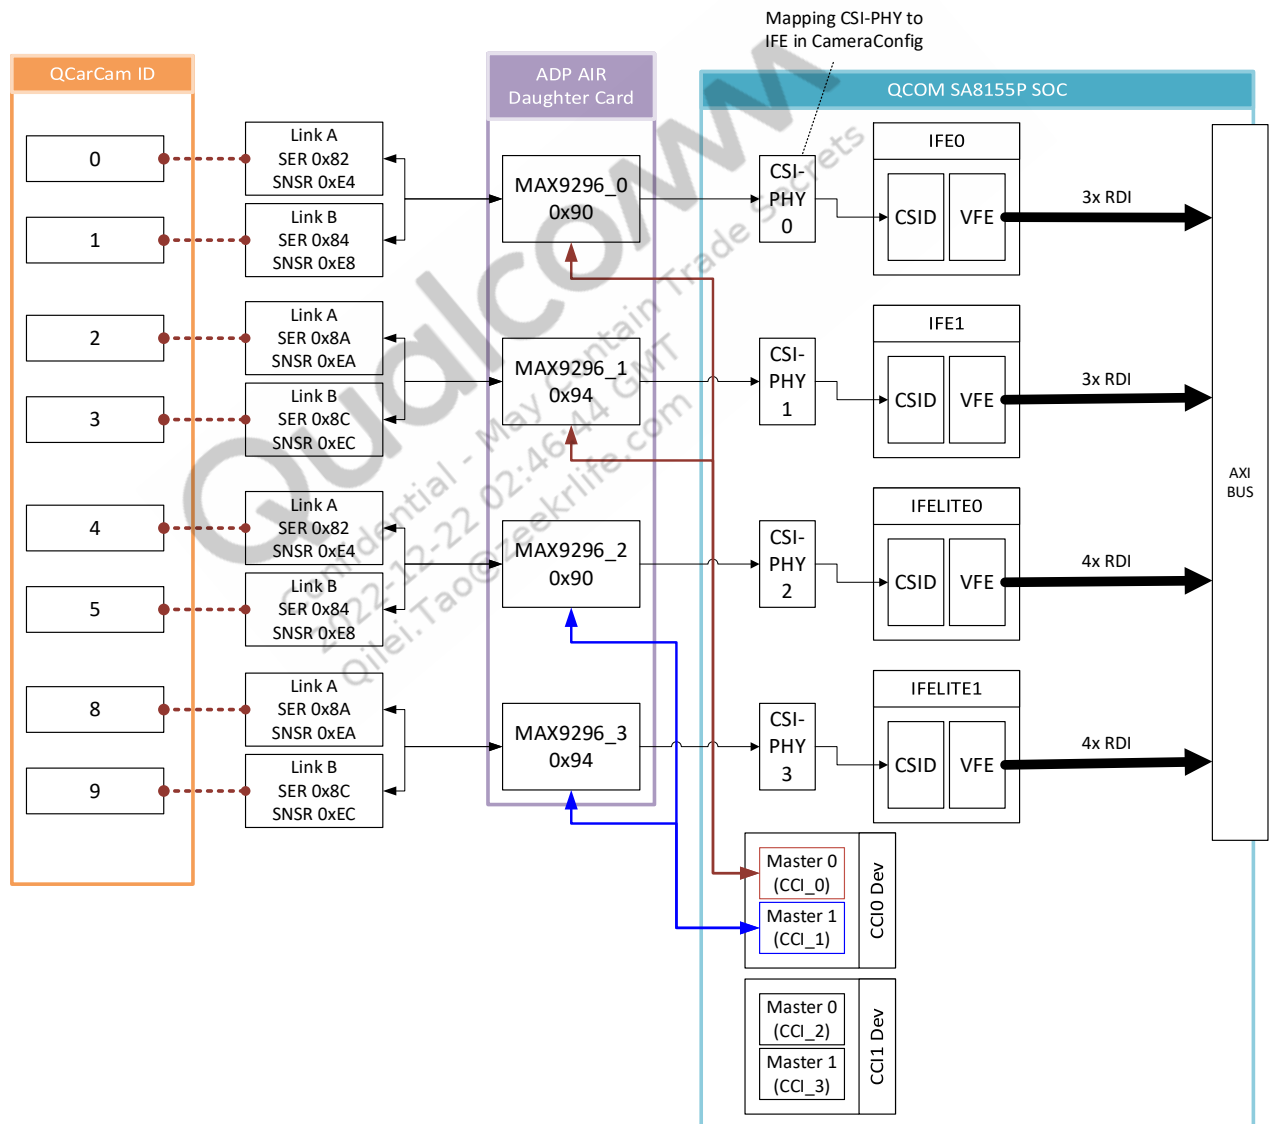 Mapping CSI-PHY to
IFE in CameraConfig
QCarCam ID
ADP AIR
Daughter Card
QCOM SA8155P SOC
0
Link A
SER 0x82
SNSR 0xE4
1
Link B
SER 0x84
SNSR 0xE8
MAX9296_0
0x90
CSI-
PHY
0
IFE0
CSID
VFE
3x RDI
2
Link A
SER 0x8A
SNSR 0xEA
3
Link B
SER 0x8C
SNSR 0xEC
MAX9296_1
0x94
CSI-
PHY
1
IFE1
CSID
VFE
3x RDI
AXI
BUS
4
Link A
SER 0x82
SNSR 0xE4
5
Link B
SER 0x84
SNSR 0xE8
MAX9296_2
0x90
CSI-
PHY
2
IFELITE0
CSID
VFE
4x RDI
8
Link A
SER 0x8A
SNSR 0xEA
9
Link B
SER 0x8C
SNSR 0xEC
MAX9296_3
0x94
CSI-
PHY
3
IFELITE1
CSID
VFE
4x RDI
Master 0
(CCI_0)
Master 1
(CCI_1)
CCI0 Dev
Master 0
(CCI_2)
Master 1
(CCI_3)
CCI1 Dev
Qualcomm
Confidential - May Contain Trade Secrets
2022-12-22 02:46:44 GMT
Qilei.Tao@zeekrlife.com